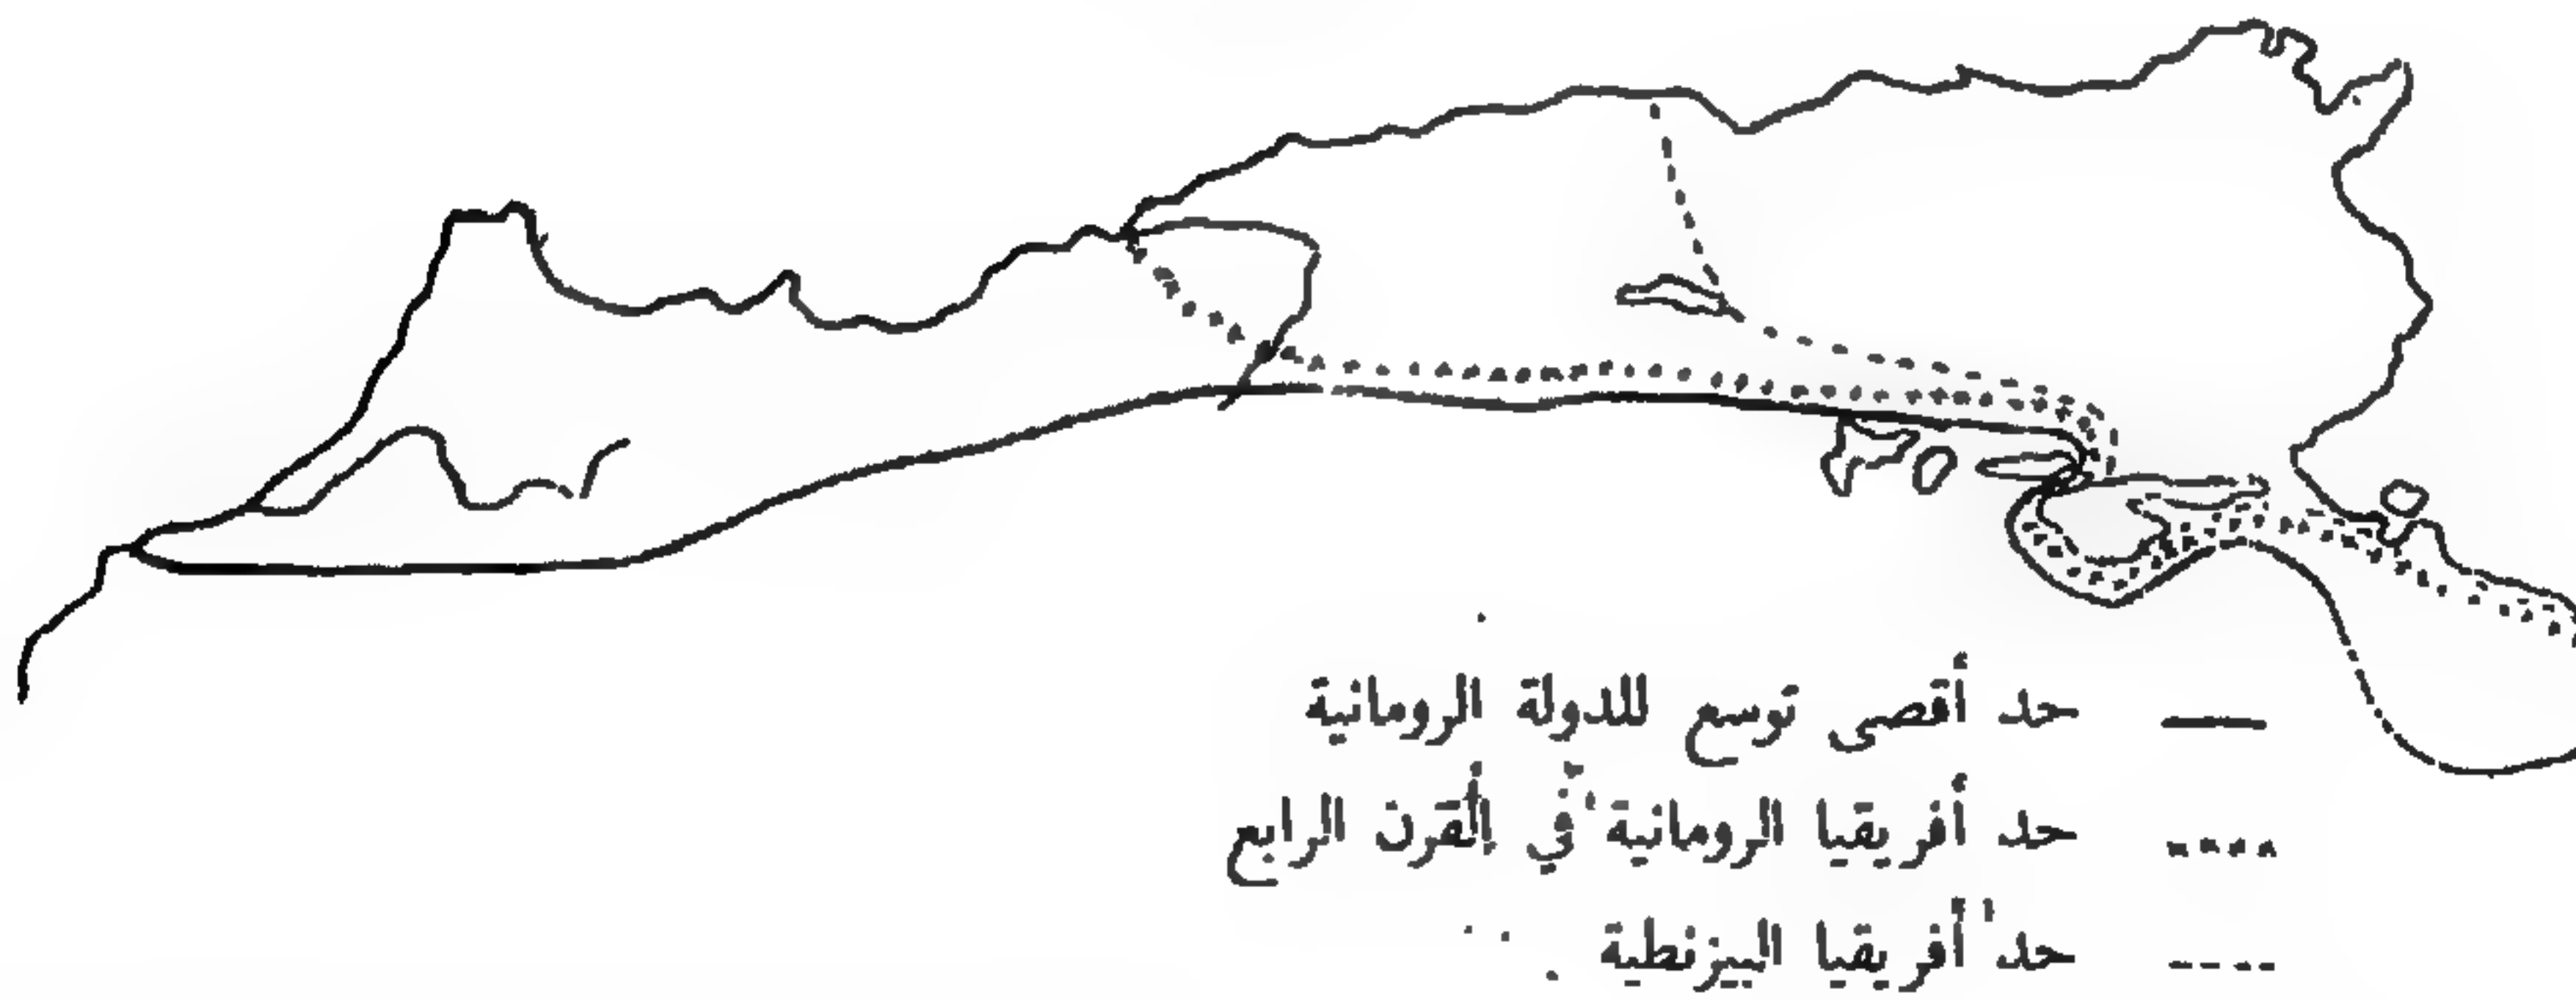 حد أقصى توسع للدولة الرومانية
حد أفريقيا الرومانية في القرن الرابع
حد أفريقيا البيزنطية